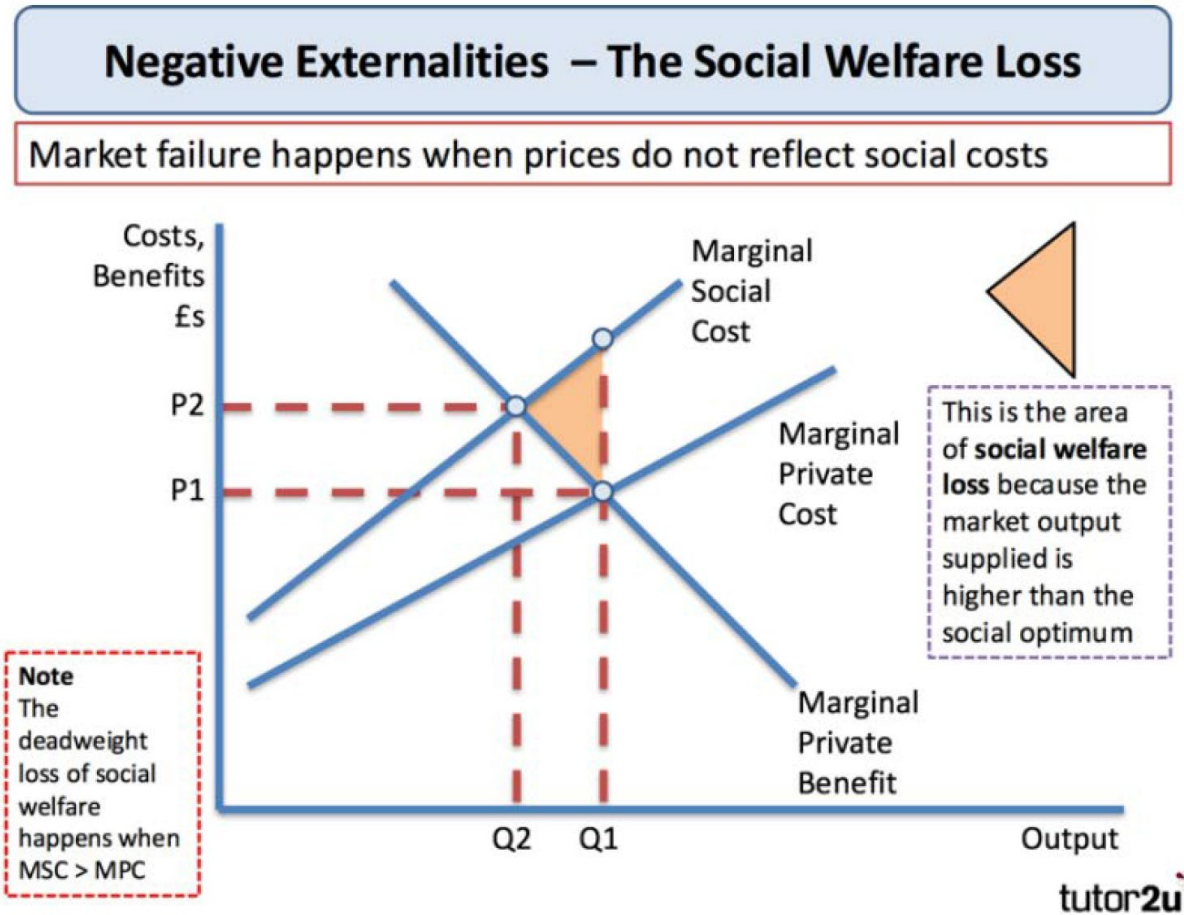 Negative Externalities – The Social Welfare Loss
Market failure happens when prices do not reflect social costs
Costs,
Benefits
£s
Marginal
Social
Cost
P2
P1
Marginal
Private
Cost
This is the area
of social welfare
loss because the
market output
supplied is
higher than the
social optimum
Note
The
deadweight
loss of social
welfare
happens when
MSC > MPC
Marginal
Private
Benefit
Q2
Q1
Output
tutor2u